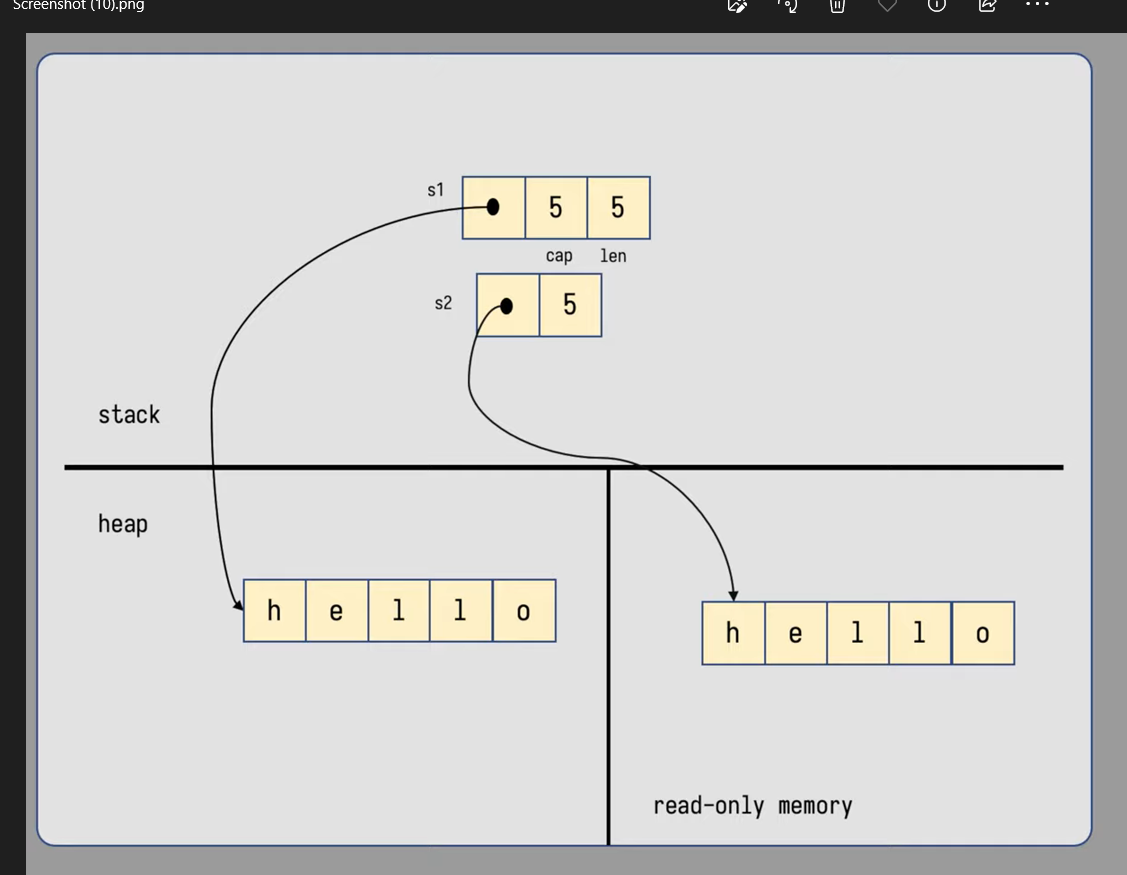 Screenshot (10).png
s1 5 5
cap len
s2 5
stack
heap
h e l l o
h e l l o
read-only memory